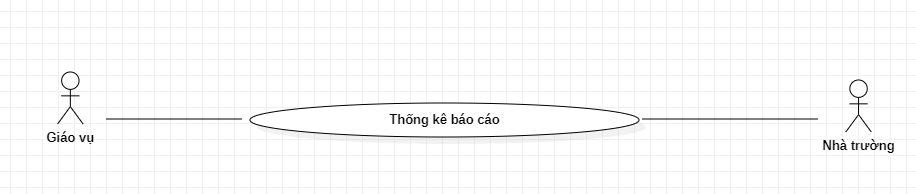 Thống kê báo cáo
Giáo vụ
Nhà trường